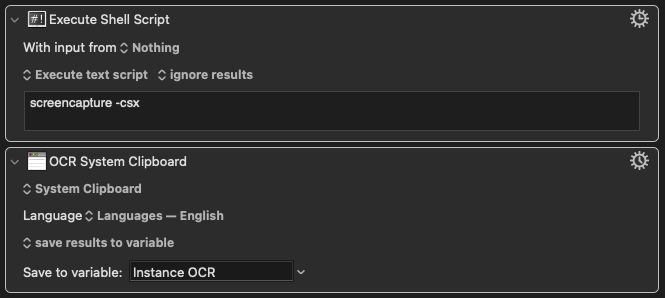 #! Execute Shell Script
With input from Nothing
Execute text script ignore results
screencapture -csx
OCR System Clipboard
System Clipboard
Language Languages — English
save results to variable
Save to variable: Instance OCR